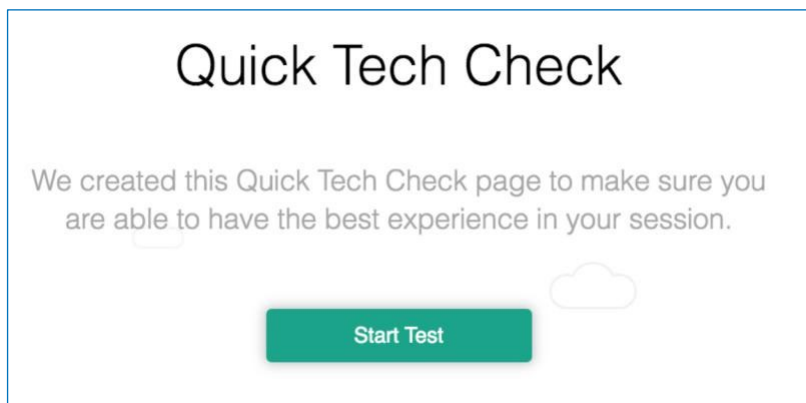 Quick Tech Check
We created this Quick Tech Check page to make sure you
are able to have the best experience in your session.
Start Test